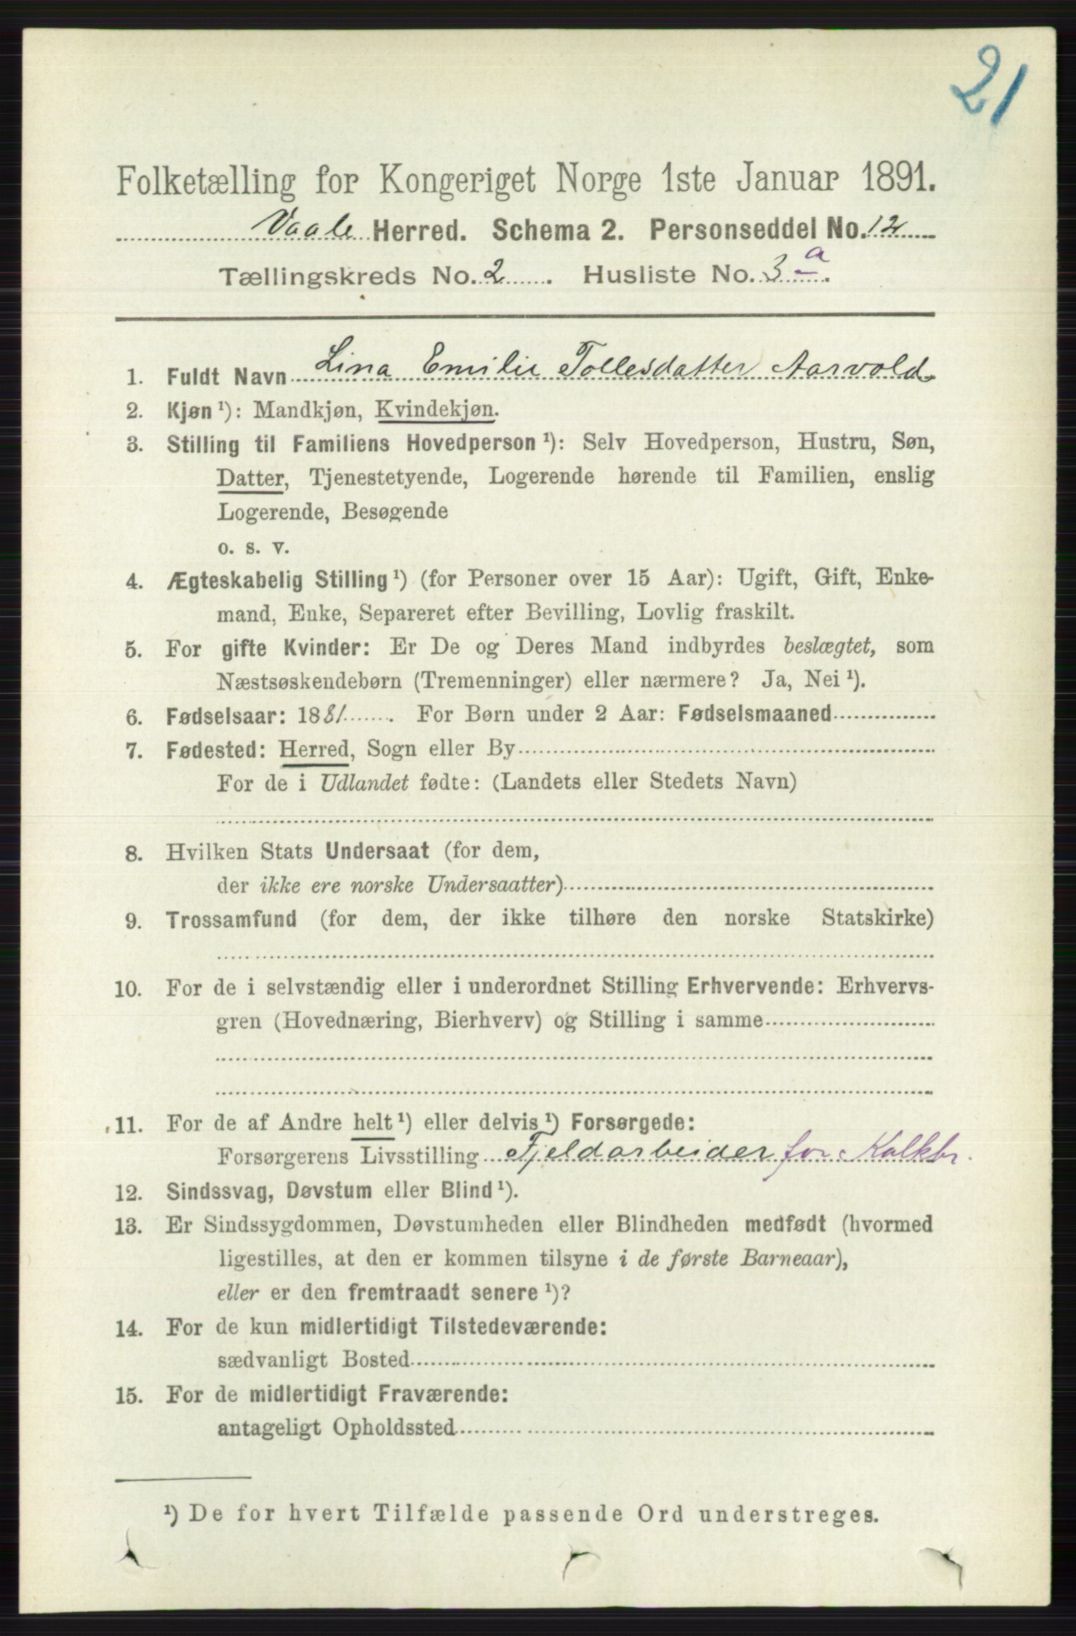 21
Folketælling for Kongeriget Norge 1ste Januar 1891.
Vaale Herred. Schema 2. Personseddel No. 12
Tællingskreds No. 2. Husliste No. 3 a.
1. Fuldt Navn Lina Emilie Tollesdatter Aarvold
2. Kjøn ¹): Mandkjøn, Kvindekjøn.
3. Stilling til Familiens Hovedperson ¹): Selv Hovedperson, Hustru, Søn,
Datter, Tjenestetyende, Logerende hørende til Familien, enslig
Logerende, Besøgende
o. s. v.
4. Ægteskabelig Stilling ¹) (for Personer over 15 Aar): Ugift, Gift, Enke-
mand, Enke, Separeret efter Bevilling, Lovlig fraskilt.
5. For gifte Kvinder: Er De og Deres Mand indbyrdes beslægtet, som
Næstsøskendebørn (Tremenninger) eller nærmere? Ja, Nei ¹).
6. Fødselsaar: 1881. For Børn under 2 Aar: Fødselsmaaned
7. Fødested: Herred, Sogn eller By
For de i Udlandet fødte: (Landets eller Stedets Navn)
8. Hvilken Stats Undersaat (for dem,
der ikke ere norske Undersaatter)
9. Trossamfund (for dem, der ikke tilhøre den norske Statskirke)
10. For de i selvstændig eller i underordnet Stilling Erhvervende: Erhvervs-
gren (Hovednæring, Bierhverv) og Stilling i samme
11. For de af Andre helt ¹) eller delvis ¹) Forsørgede:
Forsørgerens Livsstilling Fjeldarbeider for Kalkbr.
12. Sindssvag, Døvstum eller Blind ¹).
13. Er Sindssygdommen, Døvstumheden eller Blindheden medfødt (hvormed
ligestilles, at den er kommen tilsyne i de første Barneaar),
eller er den fremtraadt senere ¹)?
14. For de kun midlertidigt Tilstedeværende:
sædvanligt Bosted
15. For de midlertidigt Fraværende:
antageligt Opholdssted
¹) De for hvert Tilfælde passende Ord understreges.